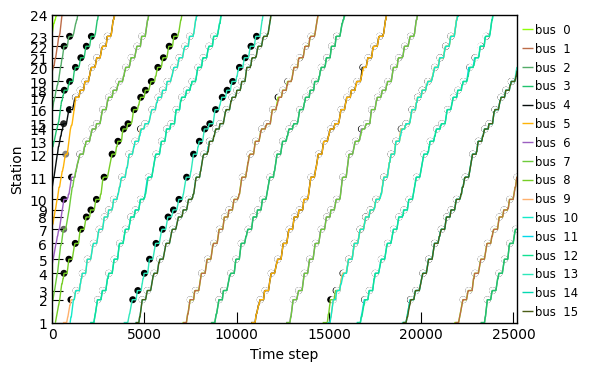 24
23
22
21
20
19
18
17
16
15
14
13
12
11
10
9
8
7
6
5
4
3
2
1
Station
0
5000
10000
15000
20000
25000
Time step
bus 0
bus 1
bus 2
bus 3
bus 4
bus 5
bus 6
bus 7
bus 8
bus 9
bus 10
bus 11
bus 12
bus 13
bus 14
bus 15